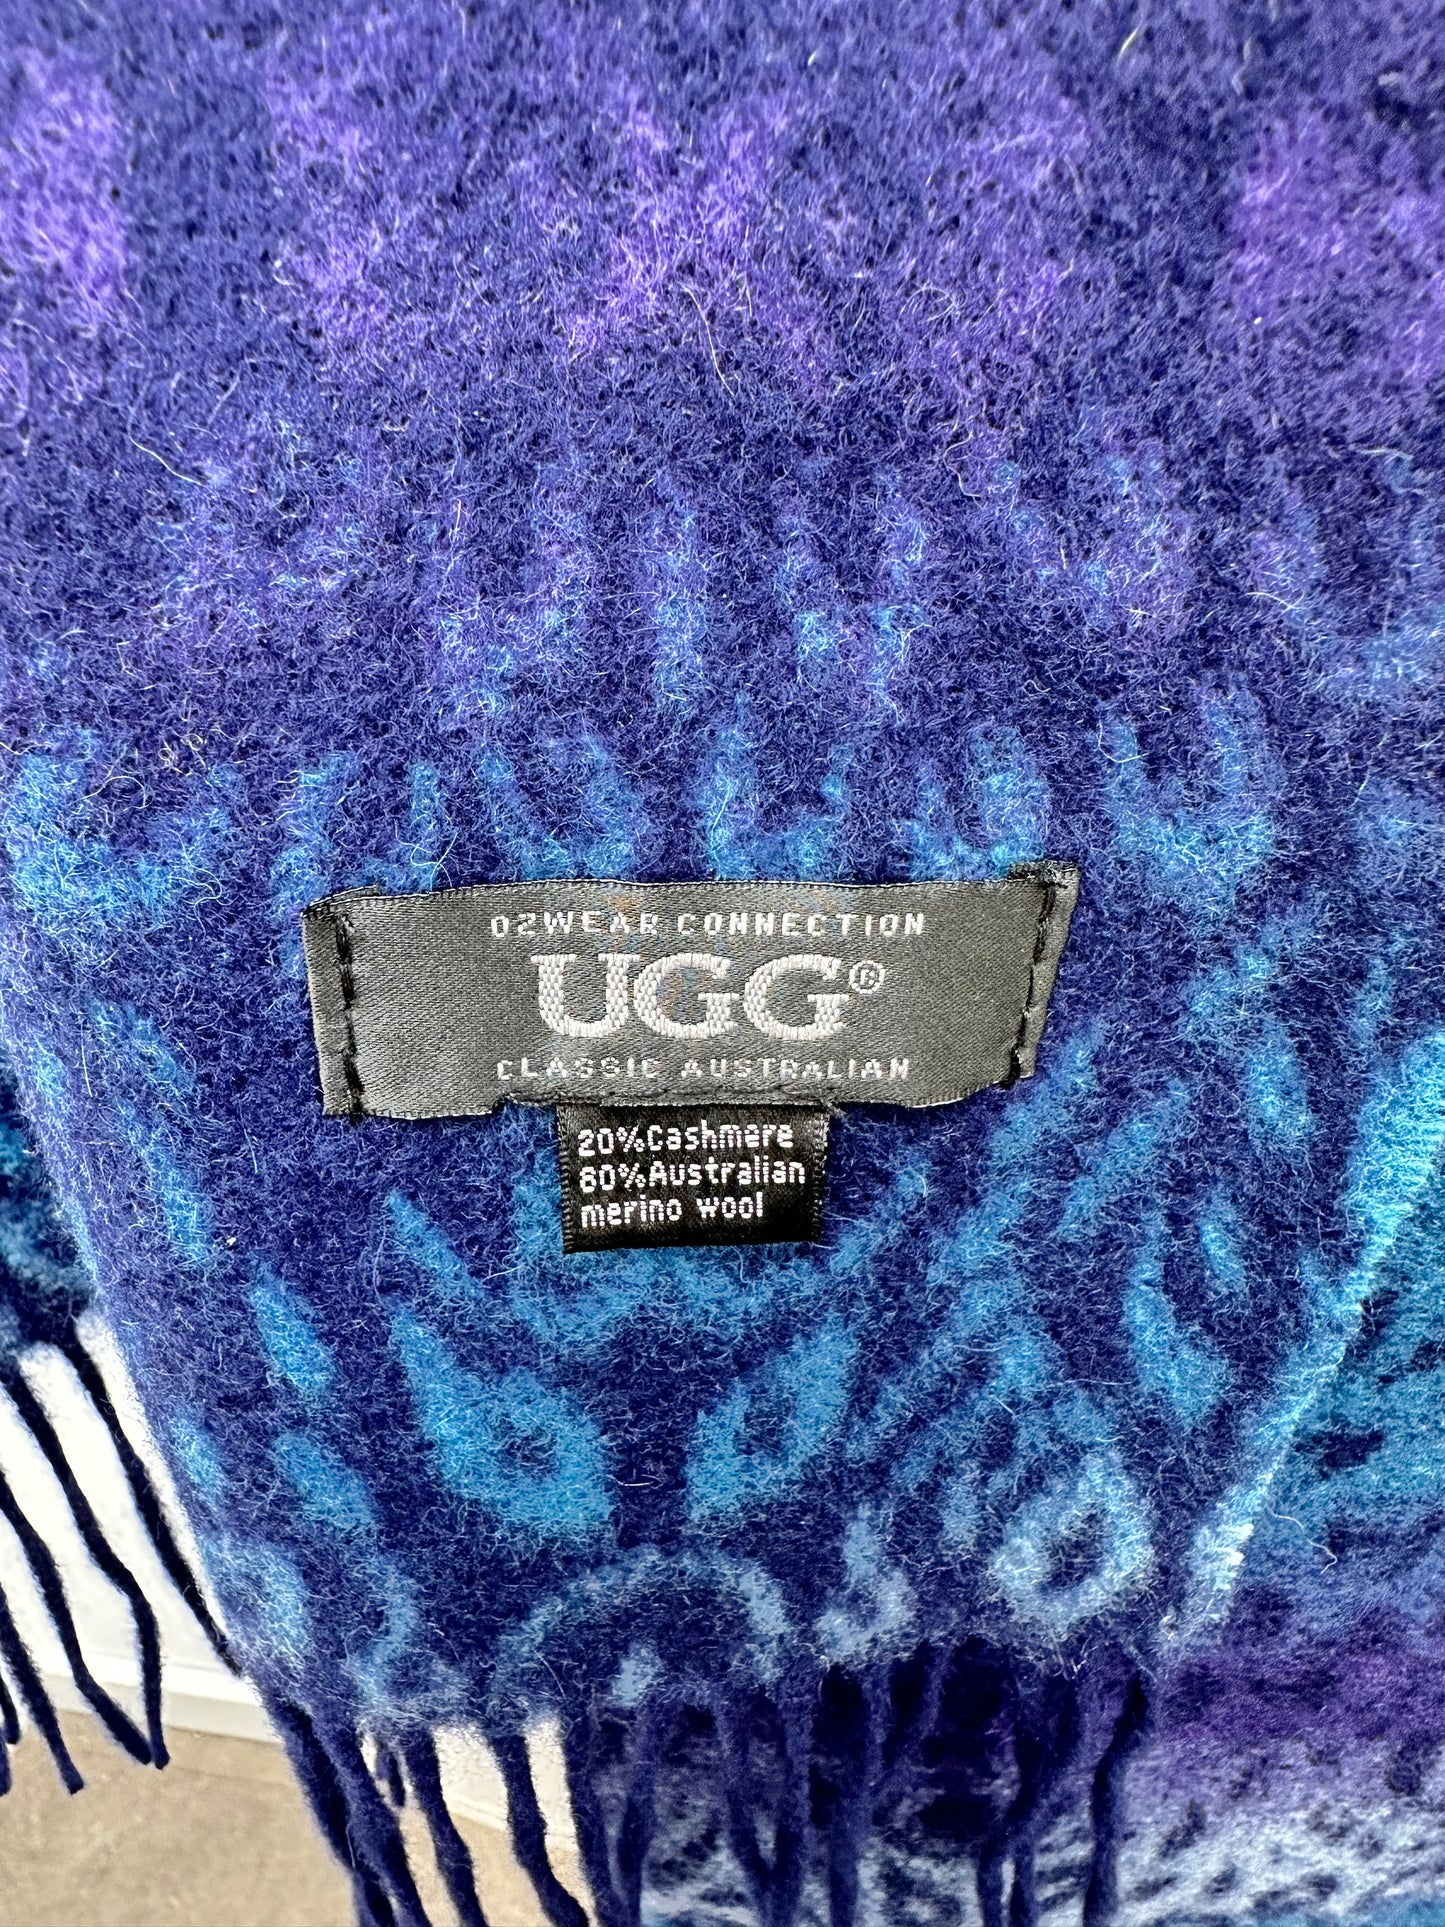 OZWEAR CONNECTION
UGG®
CLASSIC AUSTRALIAN
20%Cashmere
80%Australian
merino wool